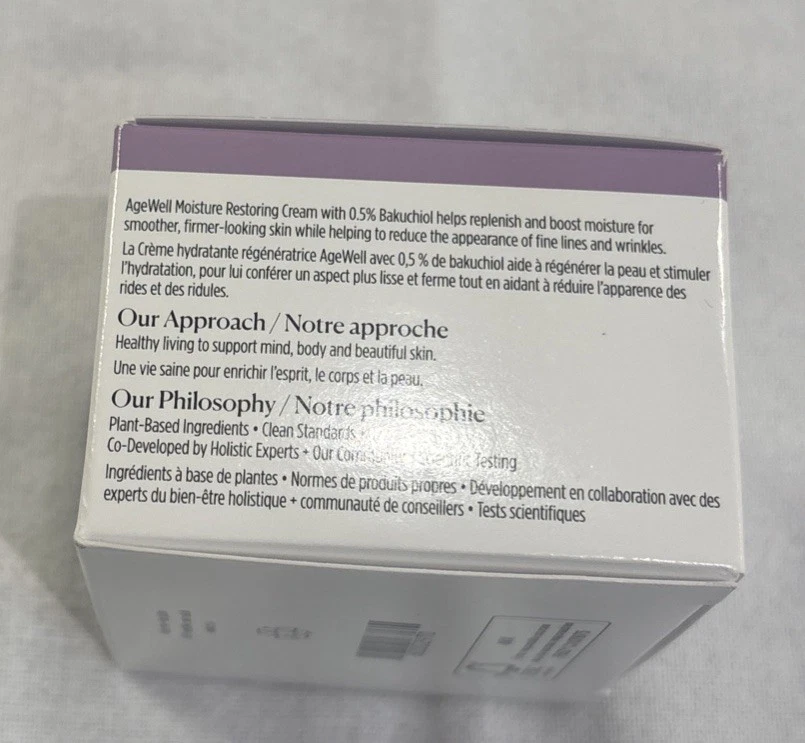 AgeWell Moisture Restoring Cream with 0.5% Bakuchiol helps replenish and boost moisture for
smoother, firmer-looking skin while helping to reduce the appearance of fine lines and wrinkles.
La Crème hydratante régénératrice AgeWell avec 0,5 % de bakuchiol aide à régénérer la peau et stimuler
l'hydratation, pour lui conférer un aspect plus lisse et ferme tout en aidant à réduire l'apparence des
rides et des ridules.
Our Approach / Notre approche
Healthy living to support mind, body and beautiful skin.
Une vie saine pour enrichir l'esprit, le corps et la peau.
Our Philosophy / Notre philosophie
Plant-Based Ingredients • Clean Standards •
Co-Developed by Holistic Experts + Our Testing
Ingrédients à base de plantes • Normes de produits propres • Développement en collaboration avec des
experts du bien-être holistique + communauté de conseillers • Tests scientifiques